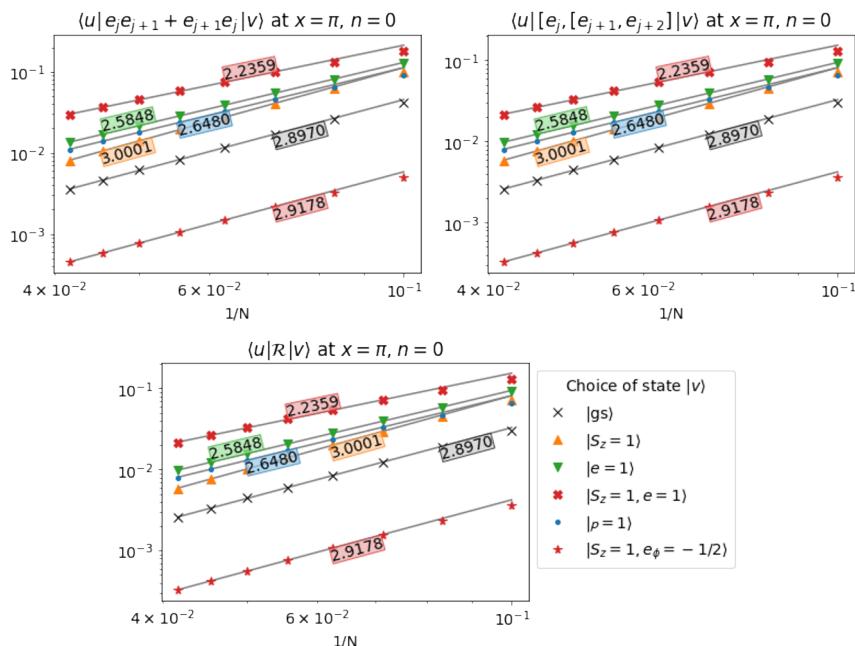 ⟨u| e_j e_{j+1} + e_{j+1} e_j |v⟩ at x = π, n = 0
10⁻¹
10⁻²
10⁻³
2.2359
2.5848
2.6480
3.0001
2.8970
2.9178
4 × 10⁻²
6 × 10⁻²
10⁻¹
1/N
⟨u| [e_j, [e_{j+1}, e_{j+2}] |v⟩ at x = π, n = 0
10⁻¹
10⁻²
10⁻³
2.2359
2.5848
2.6480
3.0001
2.8970
2.9178
4 × 10⁻²
6 × 10⁻²
10⁻¹
1/N
⟨u|ℛ|v⟩ at x = π, n = 0
10⁻¹
10⁻²
10⁻³
2.2359
2.5848
2.6480
3.0001
2.8970
2.9178
4 × 10⁻²
6 × 10⁻²
10⁻¹
1/N
Choice of state |v⟩
|gs⟩
|S_z = 1⟩
|e = 1⟩
|S_z = 1, e = 1⟩
|p = 1⟩
|S_z = 1, e_ϕ = −1/2⟩